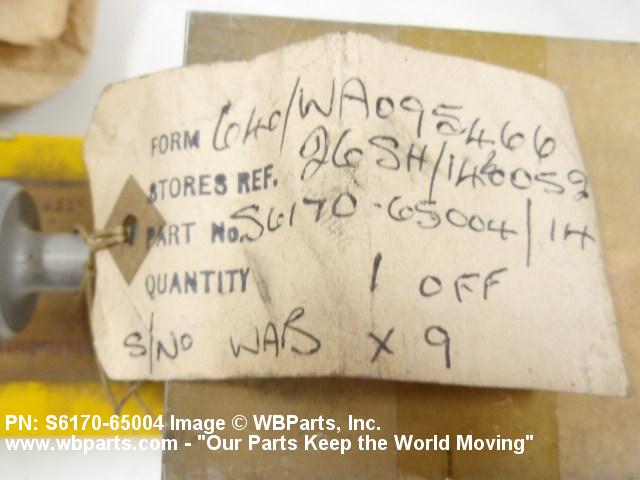 FORM 640/WA095466
STORES REF. 26SH/1460059
PART No. S6170-65004/14
QUANTITY 1 OFF
S/NO WAB X 9
PN: S6170-65004 Image © WBParts, Inc.
www.wbparts.com - "Our Parts Keep the World Moving"